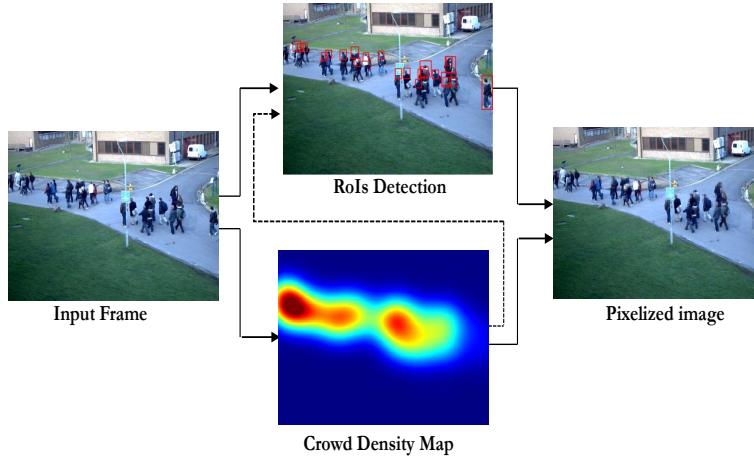 RoIs Detection
Input Frame
Pixelized image
Crowd Density Map